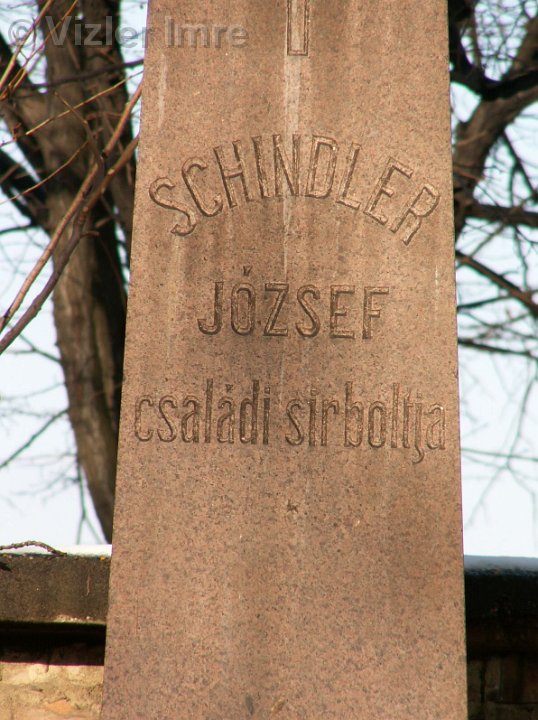 © Vizler Imre
SCHINDLER
JÓZSEF
családi sirboltja